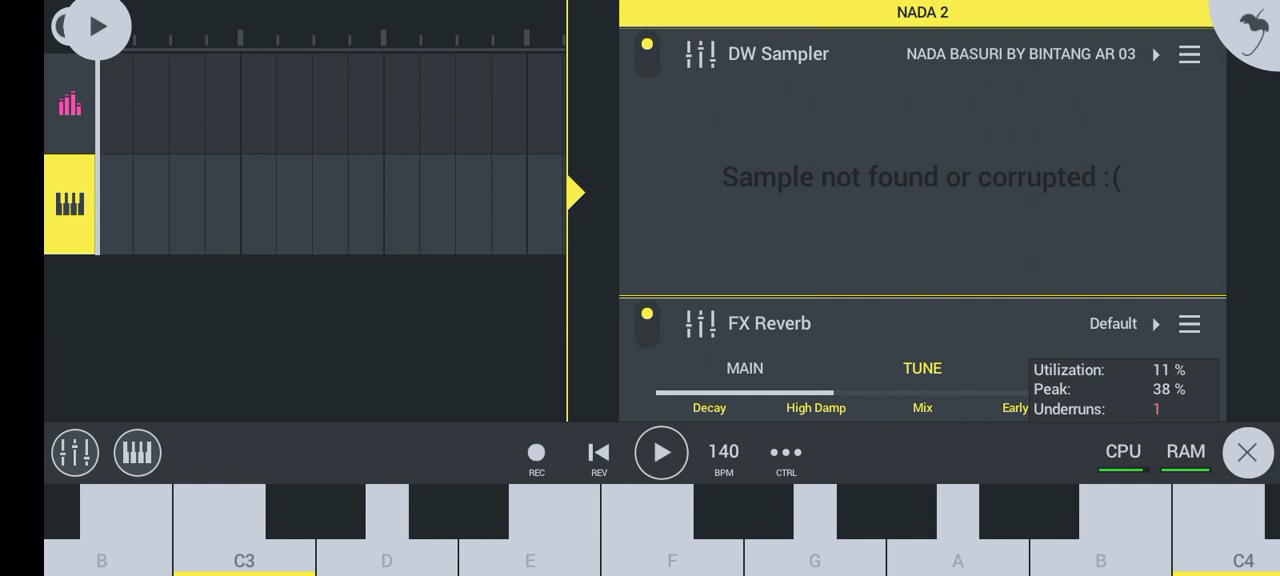 NADA 2
DW Sampler
NADA BASURI BY BINTANG AR 03
Sample not found or corrupted :(
FX Reverb
Default
MAIN
TUNE
Decay
High Damp
Mix
Early
Utilization: 11 %
Peak: 38 %
Underruns: 1
REC
REV
140
BPM
CTRL
CPU
RAM
B
C3
D
E
F
G
A
B
C4